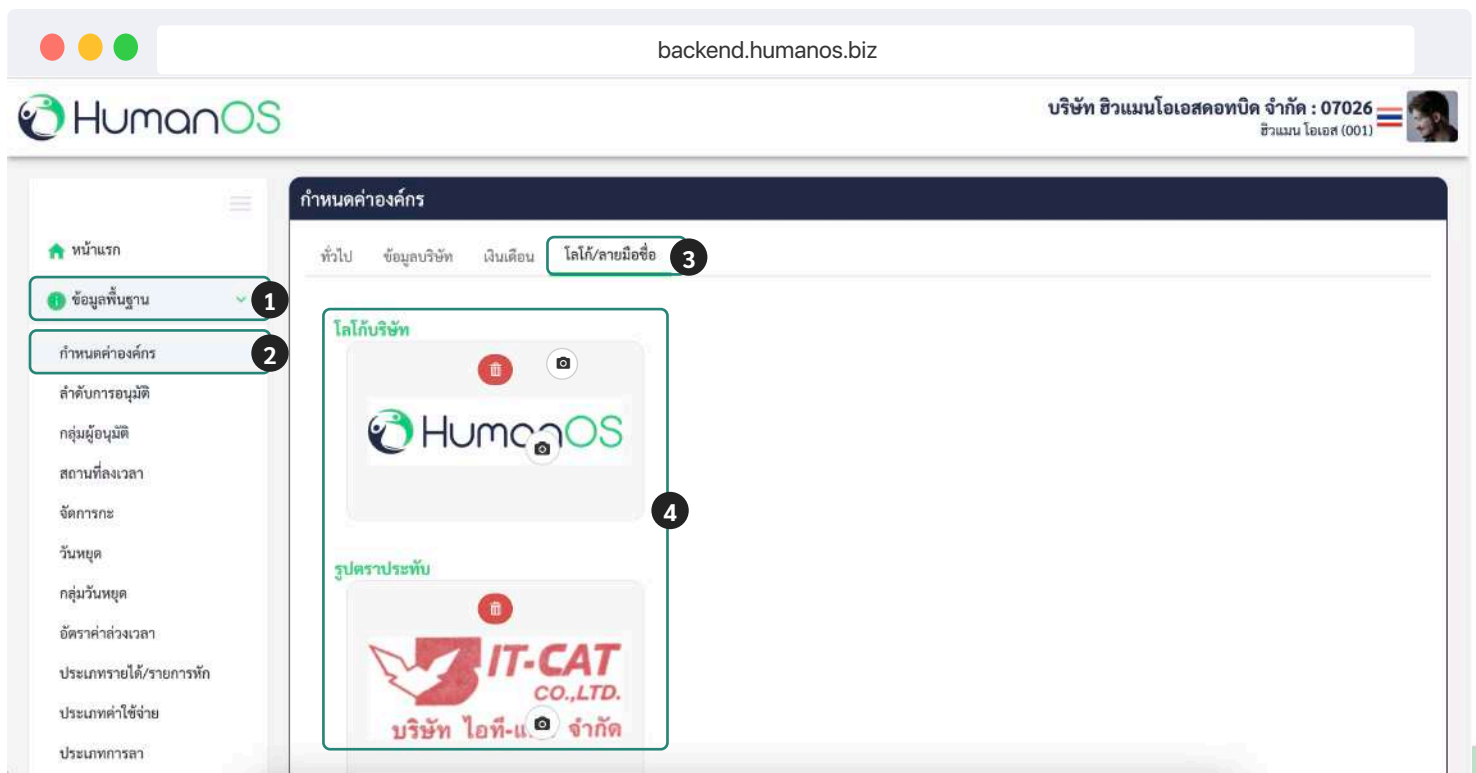 backend.humanos.biz
HumanOS
บริษัท ฮิวแมนโอเอสดอทบิด จำกัด : 07026
ฮิวแมน โอเอส (001)
กำหนดค่าองค์กร
หน้าแรก
ทั่วไป ข้อมูลบริษัท เงินเดือน โลโก้/ลายมือชื่อ 3
ข้อมูลพื้นฐาน 1
โลโก้บริษัท
กำหนดค่าองค์กร 2
ลำดับการอนุมัติ
กลุ่มผู้อนุมัติ
HumanOS
สถานที่ลงเวลา
จัดการกะ
4
วันหยุด
รูปตราประทับ
กลุ่มวันหยุด
อัตราค่าล่วงเวลา
IT-CAT
ประเภทรายได้/รายการหัก
CO.,LTD.
ประเภทค่าใช้จ่าย
บริษัท จำกัด
ประเภทการลา